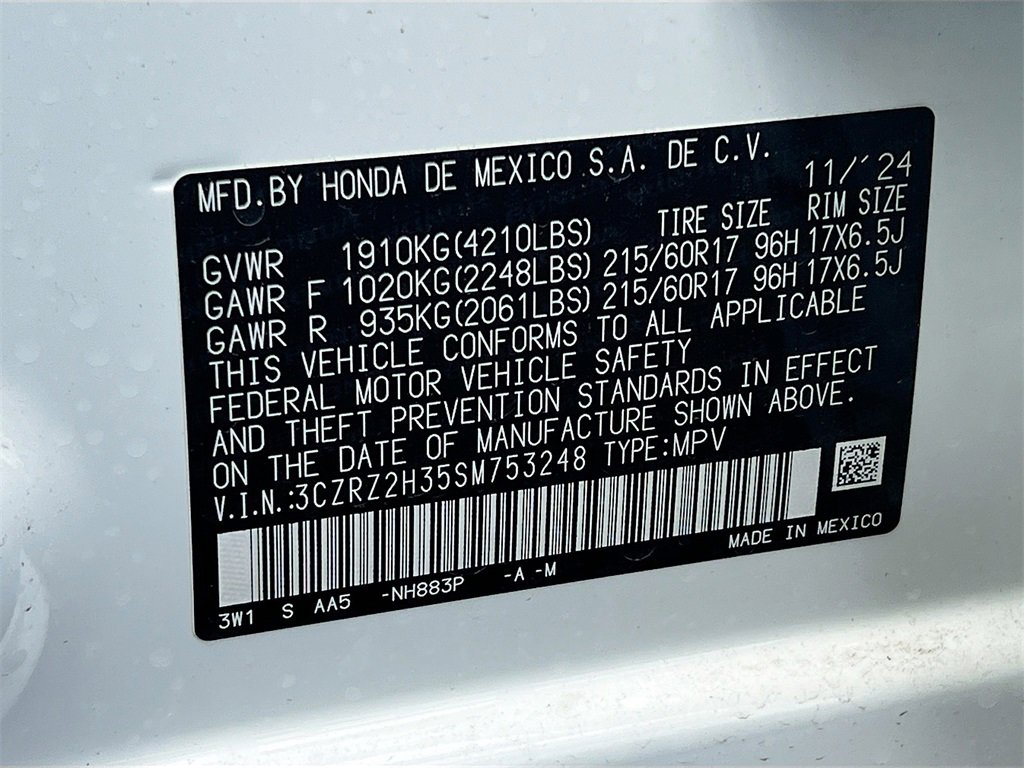 MFD.BY HONDA DE MEXICO S.A. DE C.V.
11/'24
TIRE SIZE RIM SIZE
GVWR 1910KG(4210LBS)
GAWR F 1020KG(2248LBS) 215/60R17 96H 17X6.5J
GAWR R 935KG(2061LBS) 215/60R17 96H 17X6.5J
THIS VEHICLE CONFORMS TO ALL APPLICABLE
FEDERAL MOTOR VEHICLE SAFETY
AND THEFT PREVENTION STANDARDS IN EFFECT
ON THE DATE OF MANUFACTURE SHOWN ABOVE.
V.I.N.:3CZRZ2H35SM753248 TYPE:MPV
MADE IN MEXICO
3W1 S AA5 -NH883P -A -M